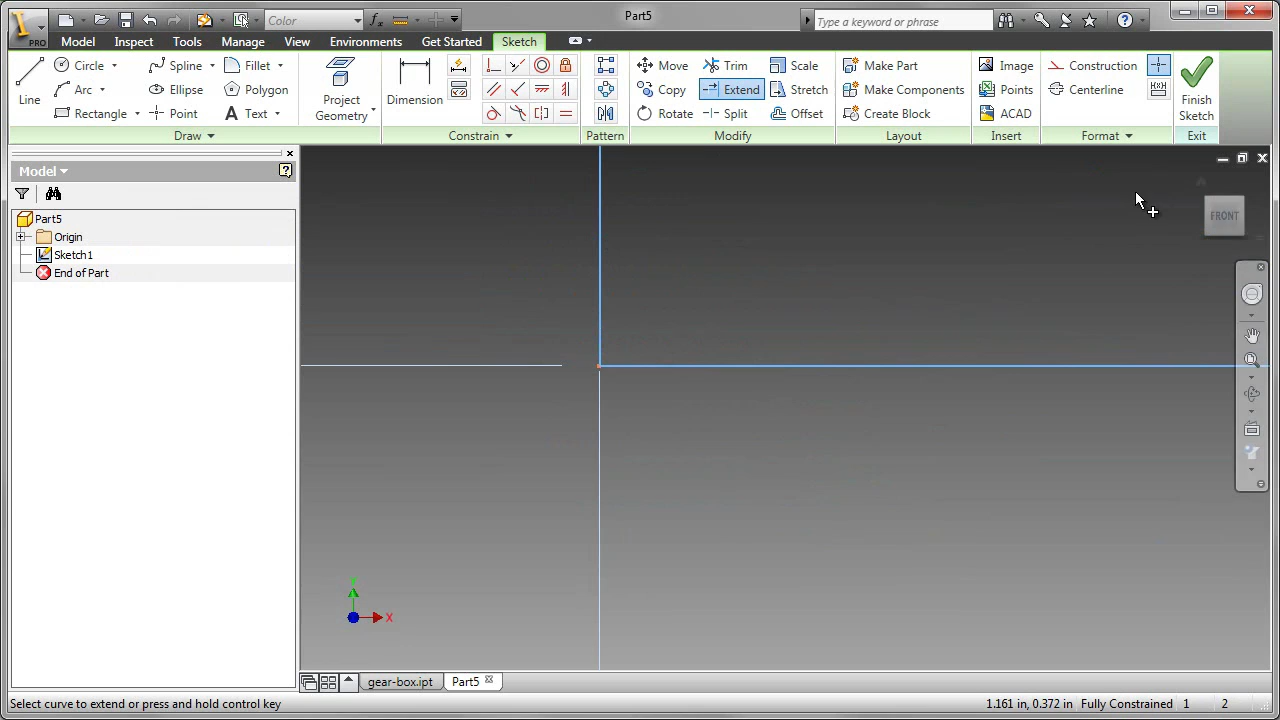 Color
Part5
Type a keyword or phrase
PRO
Model Inspect Tools Manage View Environments Get Started Sketch
Circle Spline Fillet Move Trim Scale Make Part Image Construction
Arc Ellipse Polygon Copy Extend Stretch Make Components Points Centerline
Line Project Geometry Dimension Finish Sketch
Rectangle Point Text Rotate Split Offset Create Block ACAD
Draw Constrain Pattern Modify Layout Insert Format Exit
Model
Part5
Origin
Sketch1
End of Part
FRONT
X
gear-box.ipt Part5
Select curve to extend or press and hold control key 1.161 in, 0.372 in Fully Constrained 1 2